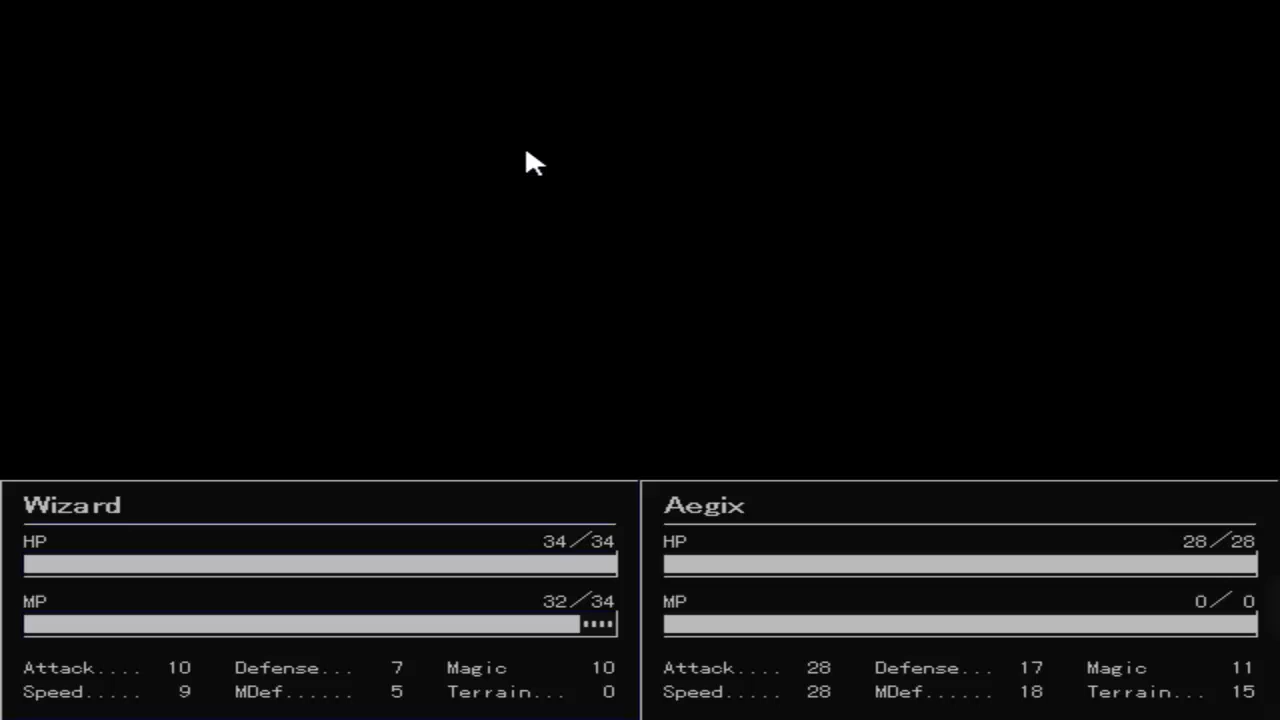 Wizard
HP 34／34
MP 32／34
Attack.... 10 Defense... 7 Magic 10
Speed..... 9 MDef...... 5 Terrain... 0
Aegix
HP 28／28
MP 0／ 0
Attack.... 28 Defense... 17 Magic 11
Speed..... 28 MDef...... 18 Terrain... 15